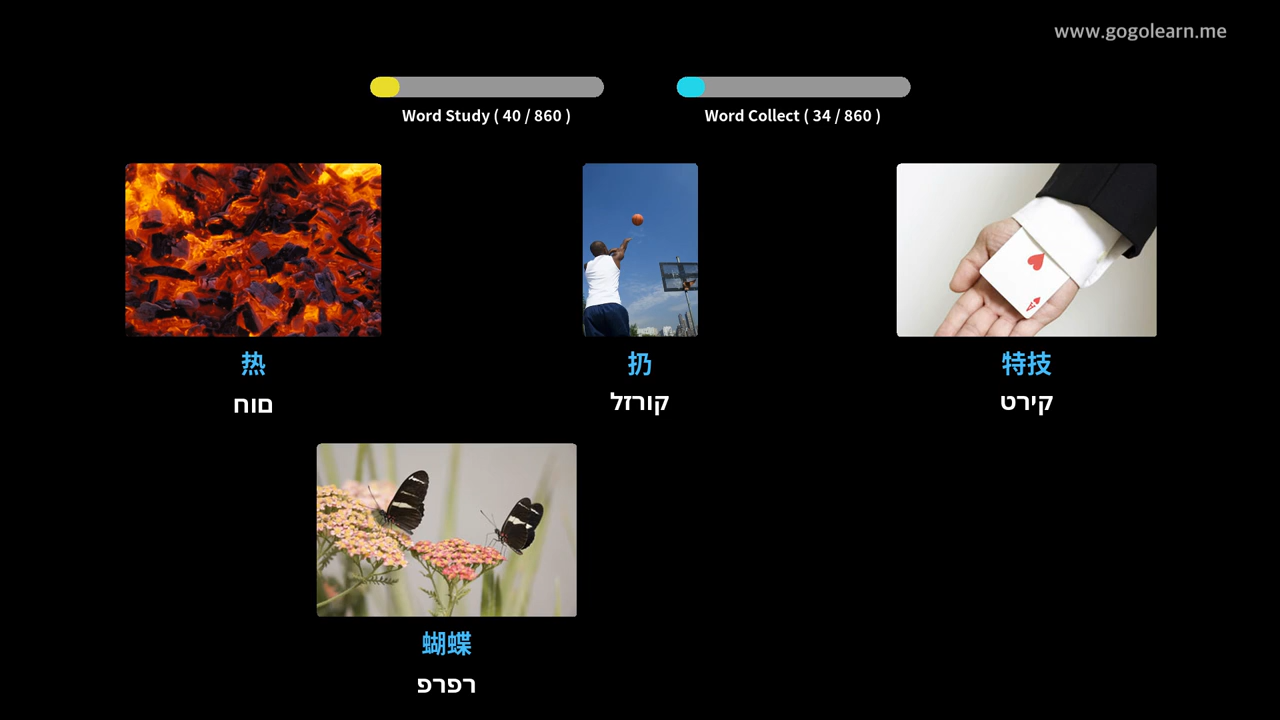 www.gogolearn.me
Word Study ( 40 / 860 )
Word Collect ( 34 / 860 )
热
םוח
扔
קורזל
特技
קירט
蝴蝶
רפרפ